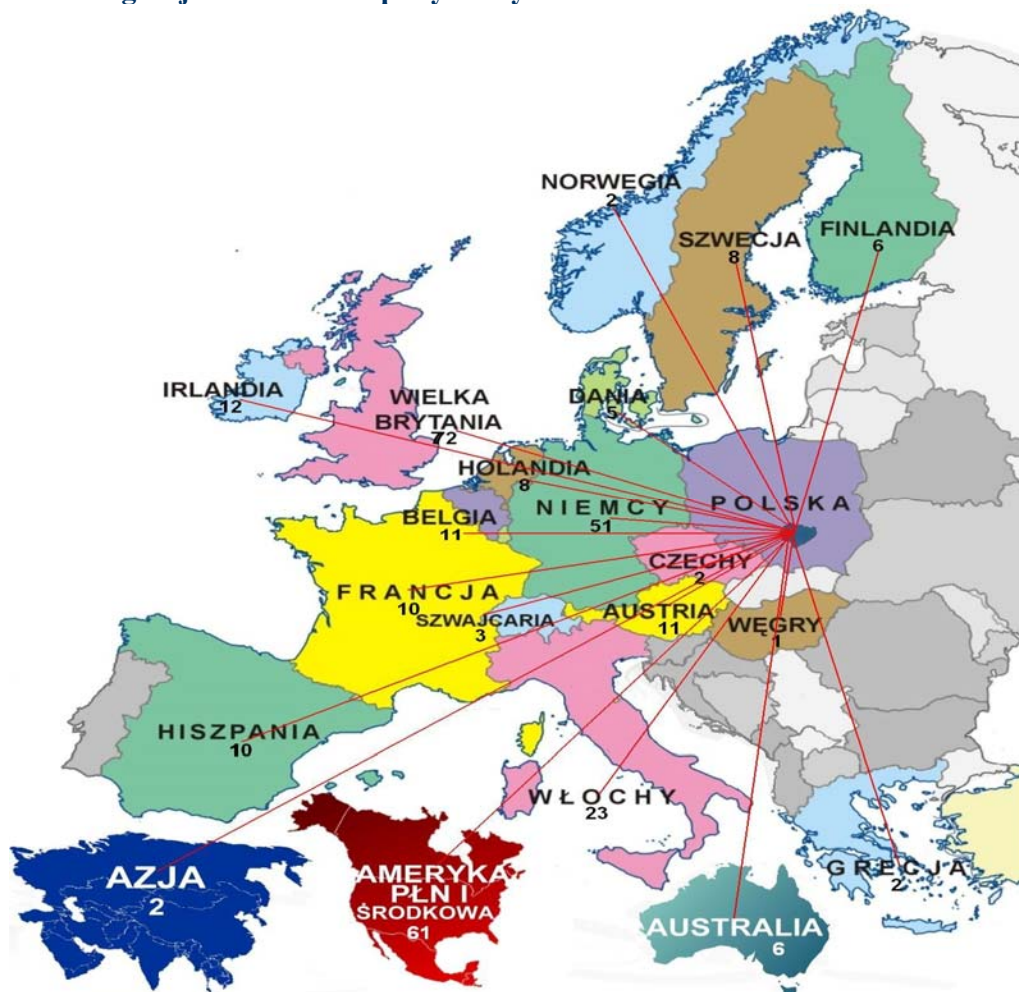 NORWEGIA
2
SZWECJA
8
FINLANDIA
6
IRLANDIA
12
WIELKA
BRYTANIA
72
DANIA
5
HOLANDIA
8
NIEMCY
51
POLSKA
BELGIA
11
CZECHY
2
FRANCJA
10
SZWAJCARIA
3
AUSTRIA
11
WĘGRY
1
HISZPANIA
10
WŁOCHY
23
GRECJA
2
AZJA
2
AMERYKA
PŁN I
ŚRODKOWA
61
AUSTRALIA
6